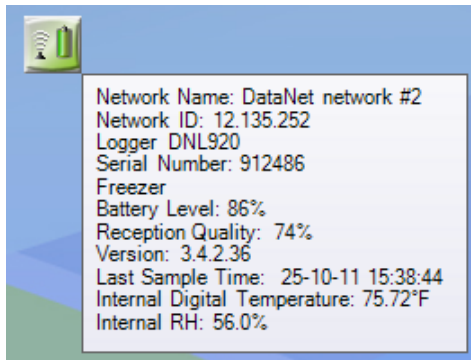 Network Name: DataNet network #2
Network ID: 12.135.252
Logger DNL920
Serial Number: 912486
Freezer
Battery Level: 86%
Reception Quality: 74%
Version: 3.4.2.36
Last Sample Time: 25-10-11 15:38:44
Internal Digital Temperature: 75.72°F
Internal RH: 56.0%